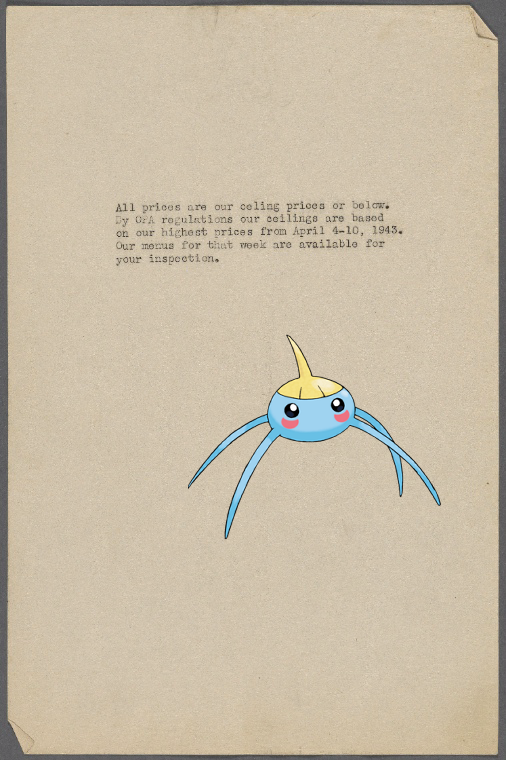 All prices are our celing prices or below.
By OPA regulations our ceilings are based
on our highest prices from April 4-10, 1943.
Our menus for that week are available for
your inspection.